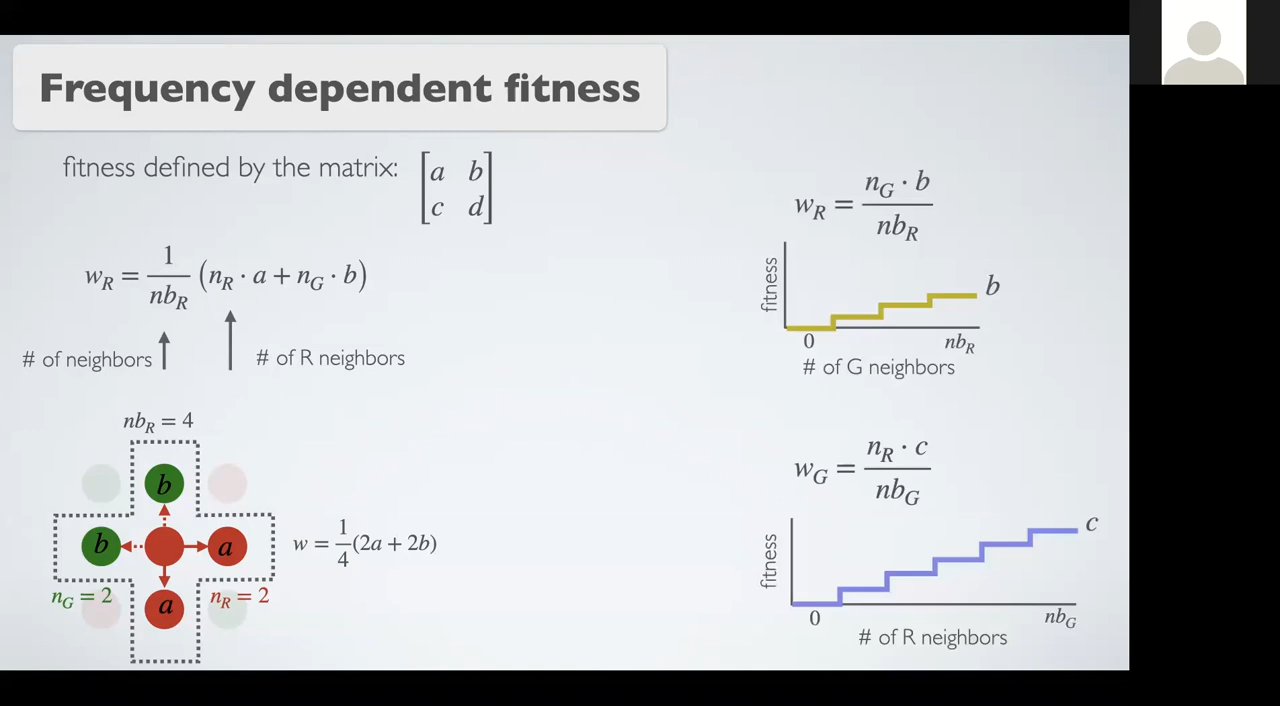 Frequency dependent fitness
fitness defined by the matrix: [a b
c d]
w_R = 1/nb_R (n_R · a + n_G · b)
# of neighbors
# of R neighbors
nb_R = 4
b
b
a
a
n_G = 2
n_R = 2
w = 1/4(2a + 2b)
w_R = n_G · b / nb_R
fitness
b
0
nb_R
# of G neighbors
w_G = n_R · c / nb_G
fitness
c
0
nb_G
# of R neighbors